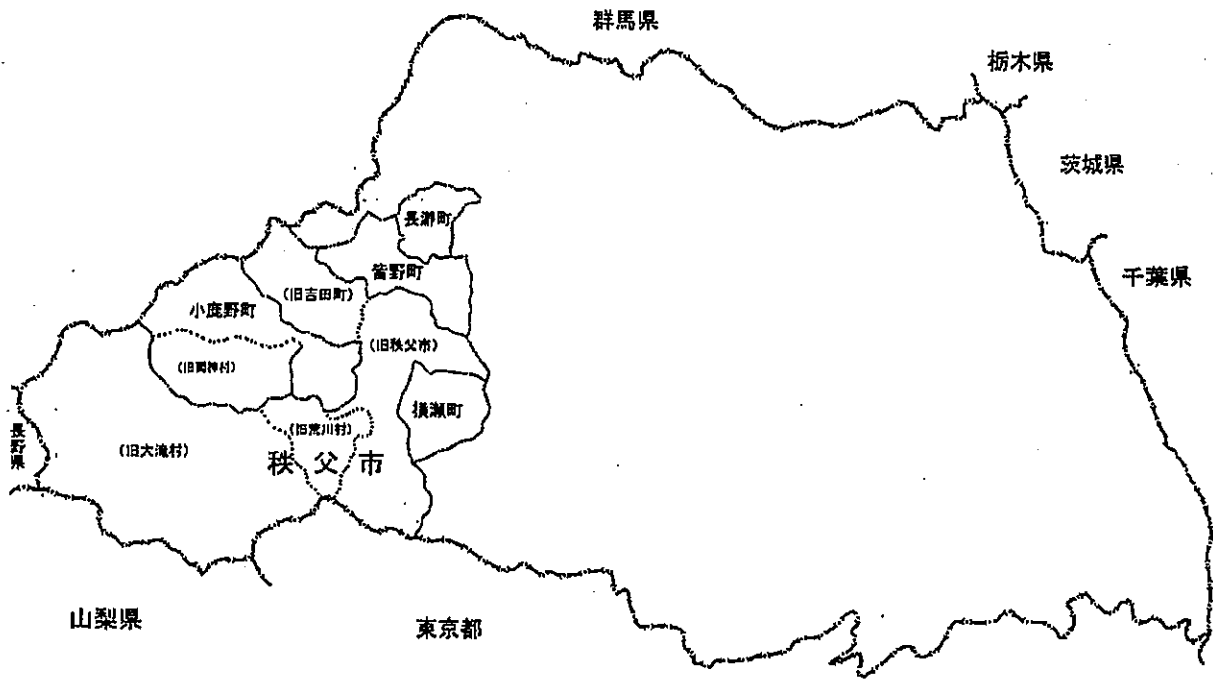 群馬県
栃木県
茨城県
千葉県
長瀞町
皆野町
(旧吉田町)
小鹿野町
(旧秩父市)
(旧両神村)
横瀬町
(旧荒川村)
長野県
(旧大滝村)
秩父市
山梨県
東京都